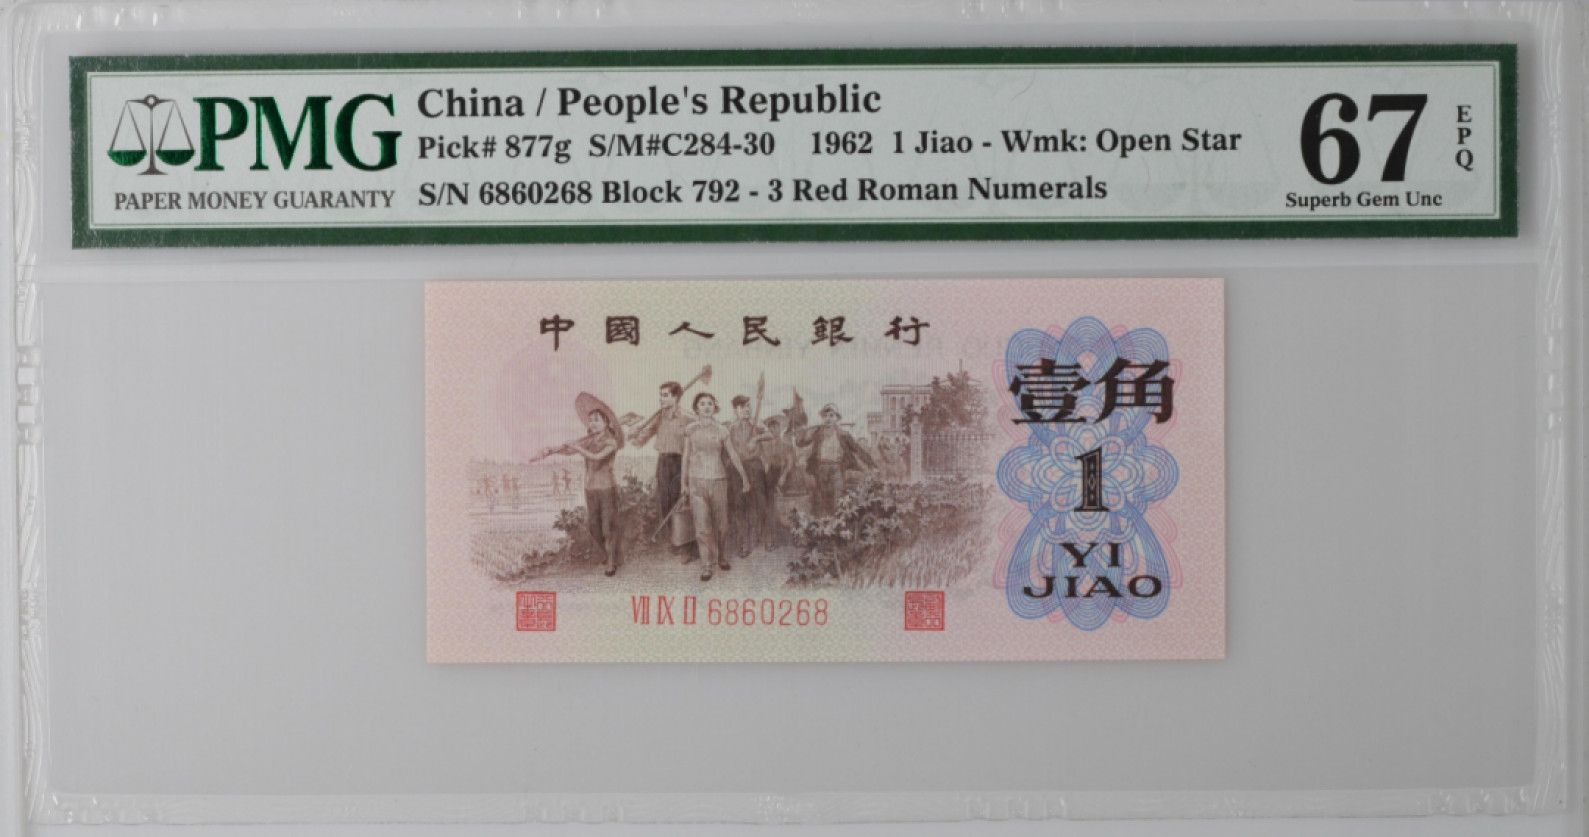 PMG
PAPER MONEY GUARANTY
China / People's Republic
Pick# 877g S/M#C284-30 1962 1 Jiao - Wmk: Open Star
S/N 6860268 Block 792 - 3 Red Roman Numerals
67
EPQ
Superb Gem Unc
中國人民銀行
壹角
1
YI
JIAO
Ⅶ Ⅸ Ⅱ 6860268